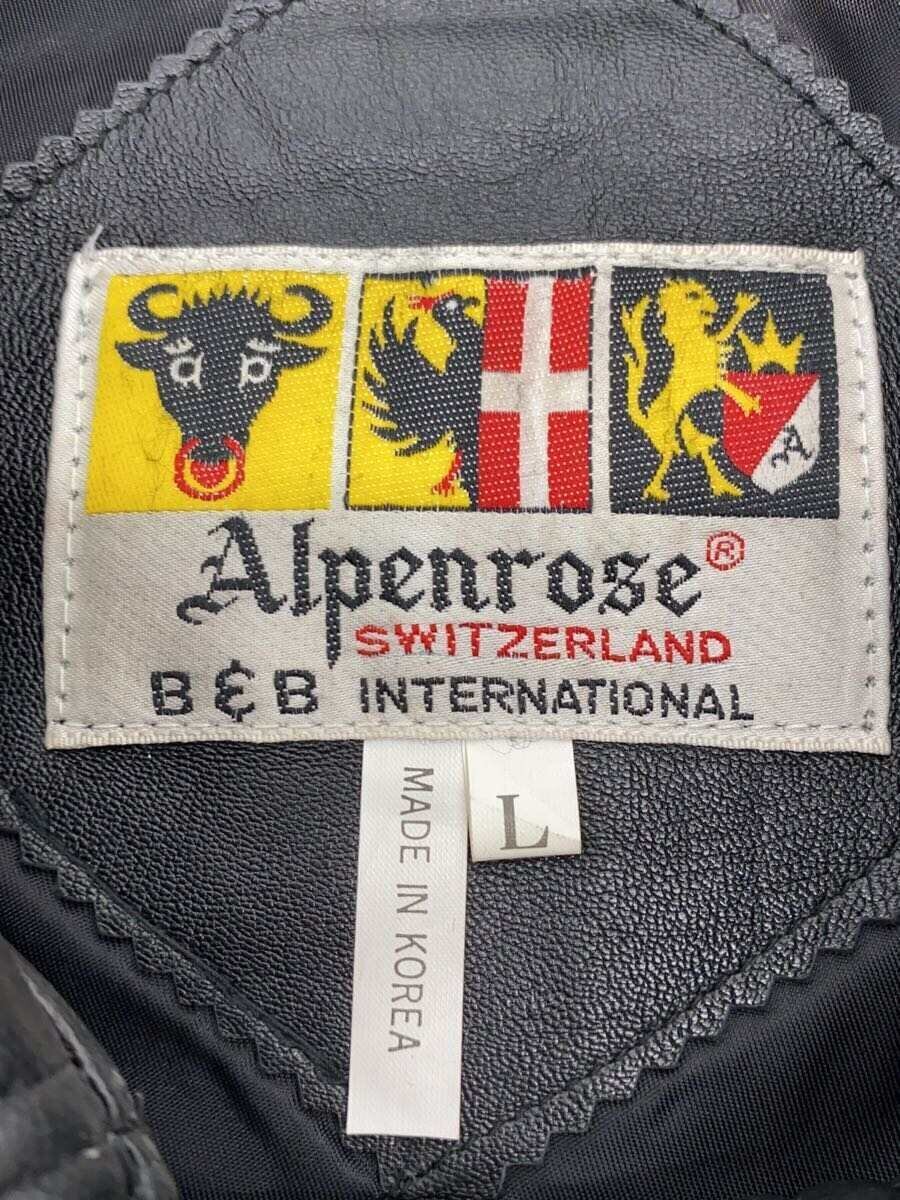 A
Alpenrose®
SWITZERLAND
B & B INTERNATIONAL
L
MADE IN KOREA